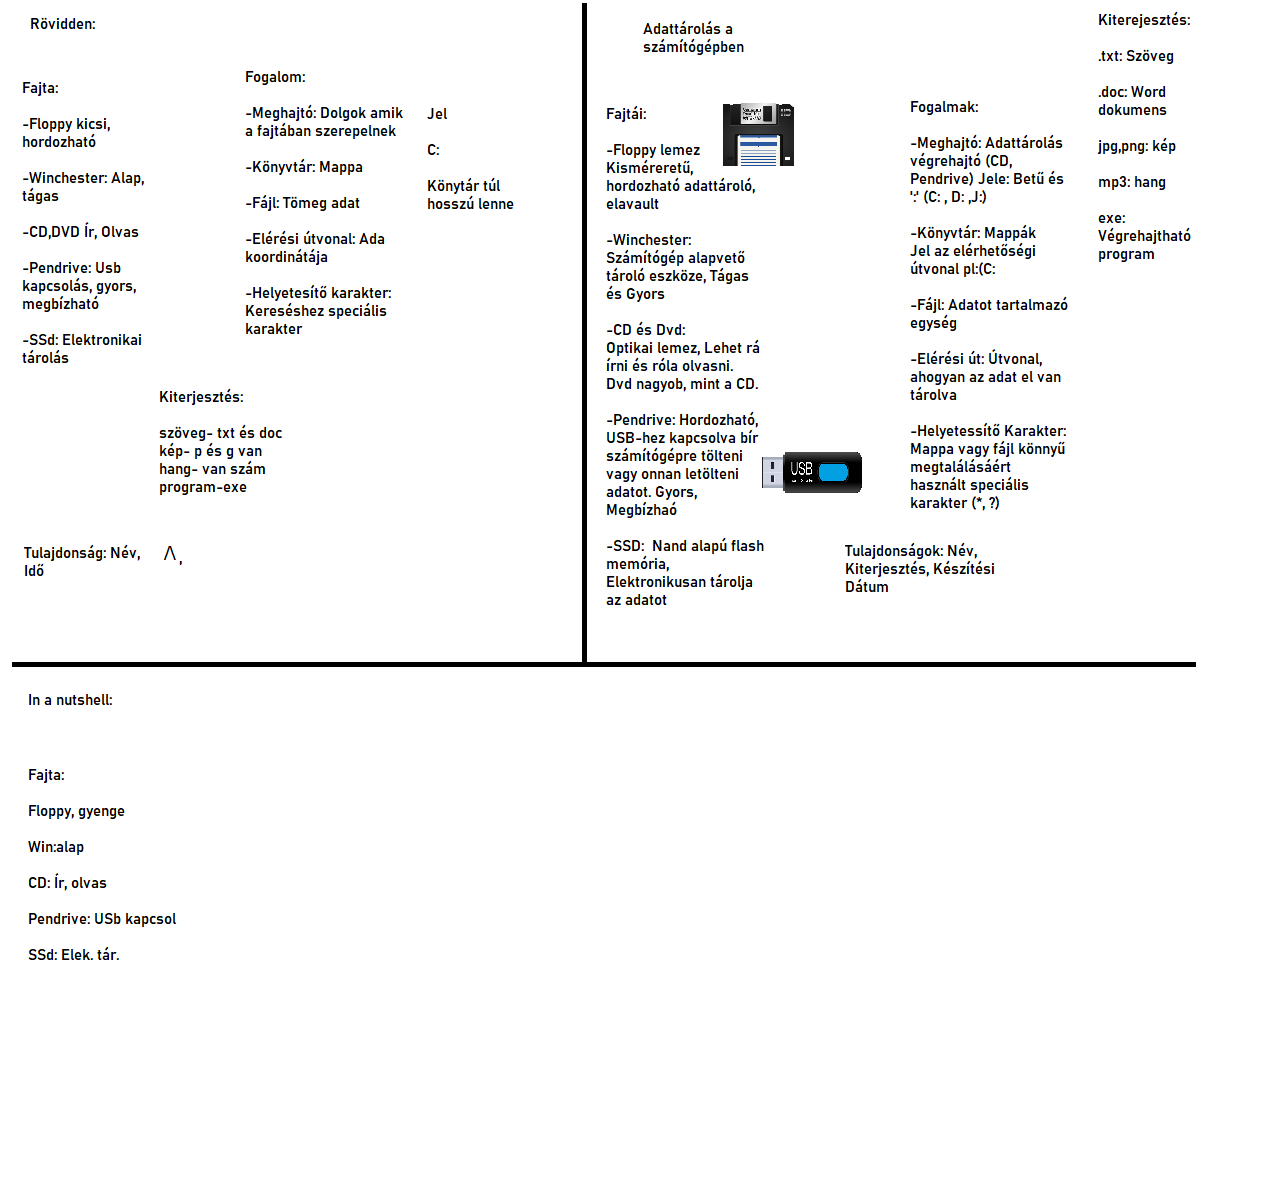 Rövidden:
Fajta:
-Floppy kicsi,
hordozható
-Winchester: Alap,
tágas
-CD,DVD Ír, Olvas
-Pendrive: Usb
kapcsolás, gyors,
megbízható
-SSd: Elektronikai
tárolás
Fogalom:
-Meghajtó: Dolgok amik
a fajtában szerepelnek
-Könyvtár: Mappa
-Fájl: Tömeg adat
-Elérési útvonal: Ada
koordinátája
-Helyetesítő karakter:
Kereséshez speciális
karakter
Jel
C:
Könytár túl
hosszú lenne
Kiterjesztés:
szöveg- txt és doc
kép- p és g van
hang- van szám
program-exe
Tulajdonság: Név,
Idő
Adattárolás a
számítógépben
Fajtái:
-Floppy lemez
Kisméreretű,
hordozható adattároló,
elavault
-Winchester:
Számítógép alapvető
tároló eszköze, Tágas
és Gyors
-CD és Dvd:
Optikai lemez, Lehet rá
írni és róla olvasni.
Dvd nagyob, mint a CD.
-Pendrive: Hordozható,
USB-hez kapcsolva bír
számítógépre tölteni
vagy onnan letölteni
adatot. Gyors,
Megbízhaó
-SSD:  Nand alapú flash
memória,
Elektronikusan tárolja
az adatot
USB
Fogalmak:
-Meghajtó: Adattárolás
végrehajtó (CD,
Pendrive) Jele: Betű és
':' (C: , D: ,J:)
-Könyvtár: Mappák
Jel az elérhetőségi
útvonal pl:(C:
-Fájl: Adatot tartalmazó
egység
-Elérési út: Útvonal,
ahogyan az adat el van
tárolva
-Helyetessítő Karakter:
Mappa vagy fájl könnyű
megtalálásáért
használt speciális
karakter (*, ?)
Tulajdonságok: Név,
Kiterjesztés, Készítési
Dátum
Kiterejesztés:
.txt: Szöveg
.doc: Word
dokumens
jpg,png: kép
mp3: hang
exe:
Végrehajtható
program
In a nutshell:
Fajta:
Floppy, gyenge
Win:alap
CD: Ír, olvas
Pendrive: USb kapcsol
SSd: Elek. tár.